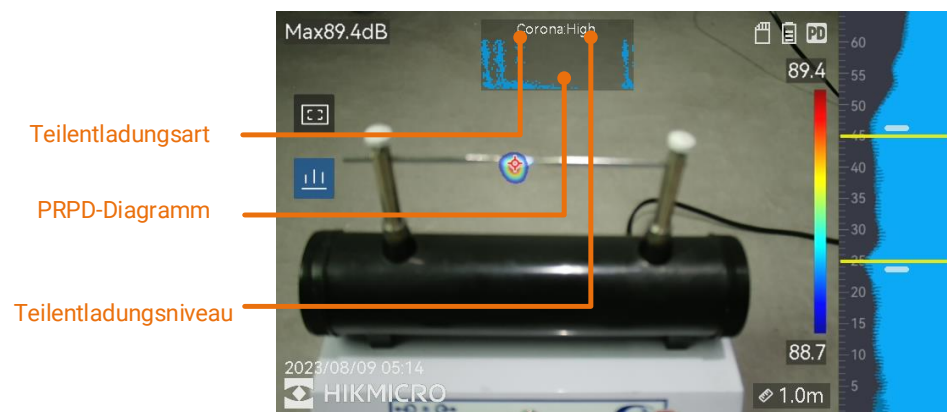 Max89.4dB
Corona:High
PD
89.4
Teilentladungsart
PRPD-Diagramm
Teilentladungsniveau
88.7
2023/08/09 05:14
HIKMICRO
1.0m
60
55
50
45
40
35
30
25
20
15
10
5